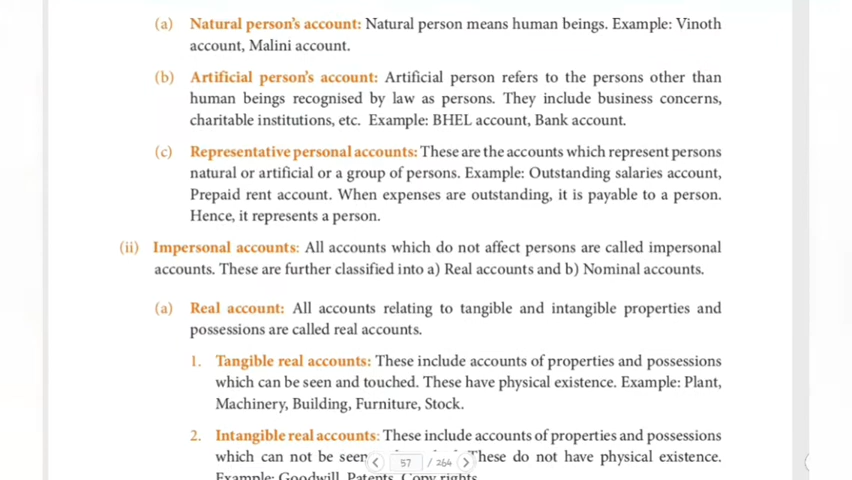 (a) Natural person's account: Natural person means human beings. Example: Vinoth
account, Malini account.
(b) Artificial person's account: Artificial person refers to the persons other than
human beings recognised by law as persons. They include business concerns,
charitable institutions, etc. Example: BHEL account, Bank account.
(c) Representative personal accounts: These are the accounts which represent persons
natural or artificial or a group of persons. Example: Outstanding salaries account,
Prepaid rent account. When expenses are outstanding, it is payable to a person.
Hence, it represents a person.
(ii) Impersonal accounts: All accounts which do not affect persons are called impersonal
accounts. These are further classified into a) Real accounts and b) Nominal accounts.
(a) Real account: All accounts relating to tangible and intangible properties and
possessions are called real accounts.
1. Tangible real accounts: These include accounts of properties and possessions
which can be seen and touched. These have physical existence. Example: Plant,
Machinery, Building, Furniture, Stock.
2. Intangible real accounts: These include accounts of properties and possessions
which can not be seen These do not have physical existence.
57 / 264
Example: Goodwill, Patents, Copy rights